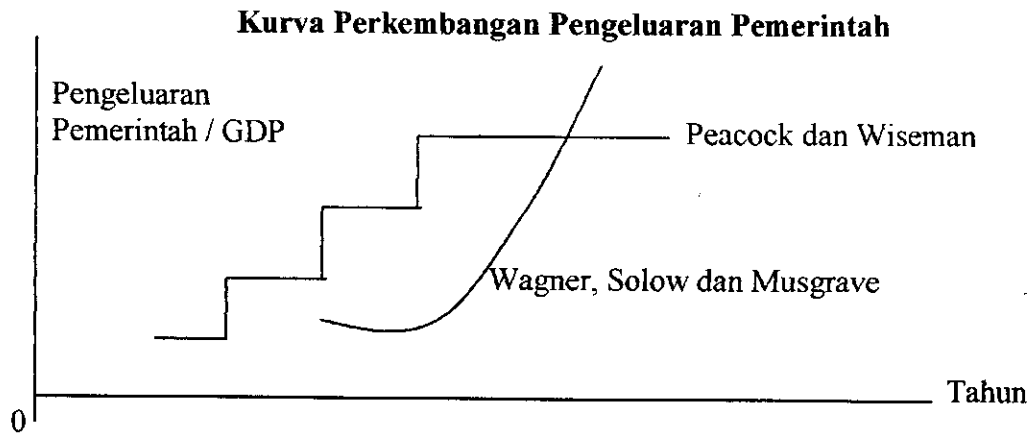 Kurva Perkembangan Pengeluaran Pemerintah
Pengeluaran
Pemerintah / GDP
Peacock dan Wiseman
Wagner, Solow dan Musgrave
Tahun
0